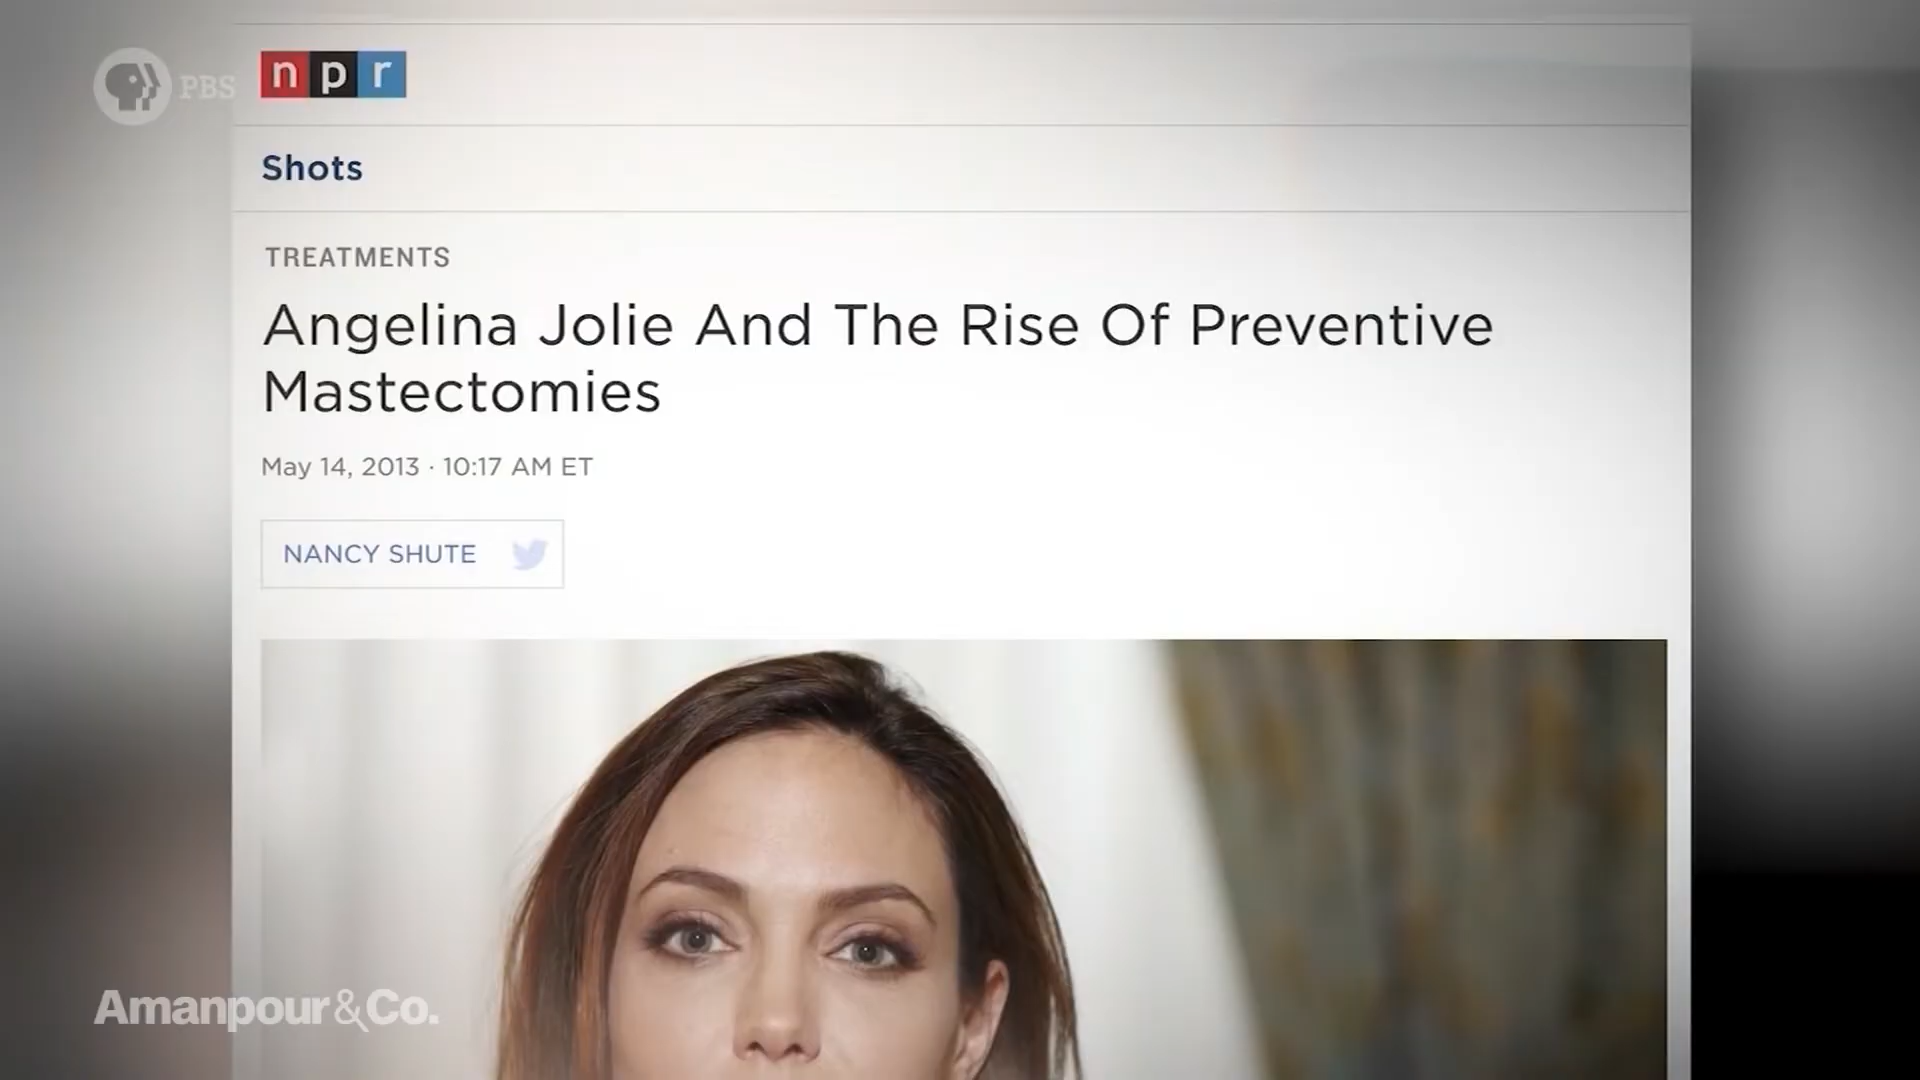 PBS
npr
Shots
TREATMENTS
Angelina Jolie And The Rise Of Preventive
Mastectomies
May 14, 2013 · 10:17 AM ET
NANCY SHUTE
Amanpour&Co.